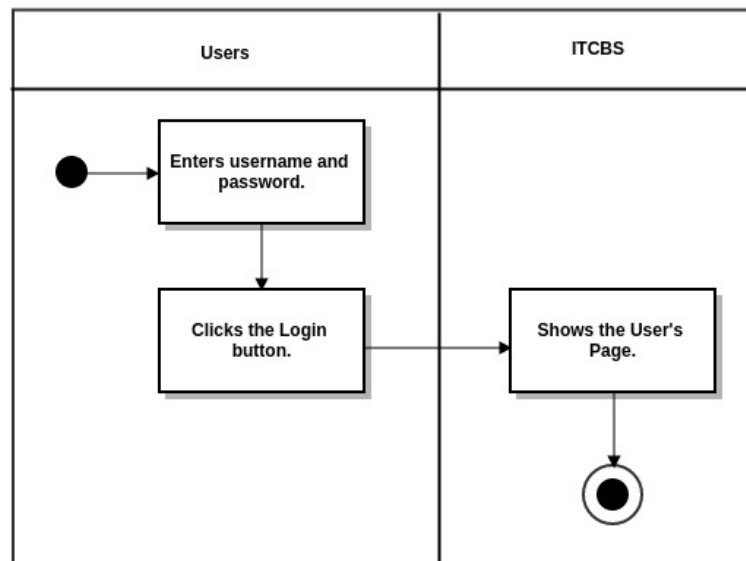 Users
ITCBS
Enters username and
password.
Clicks the Login
button.
Shows the User's
Page.